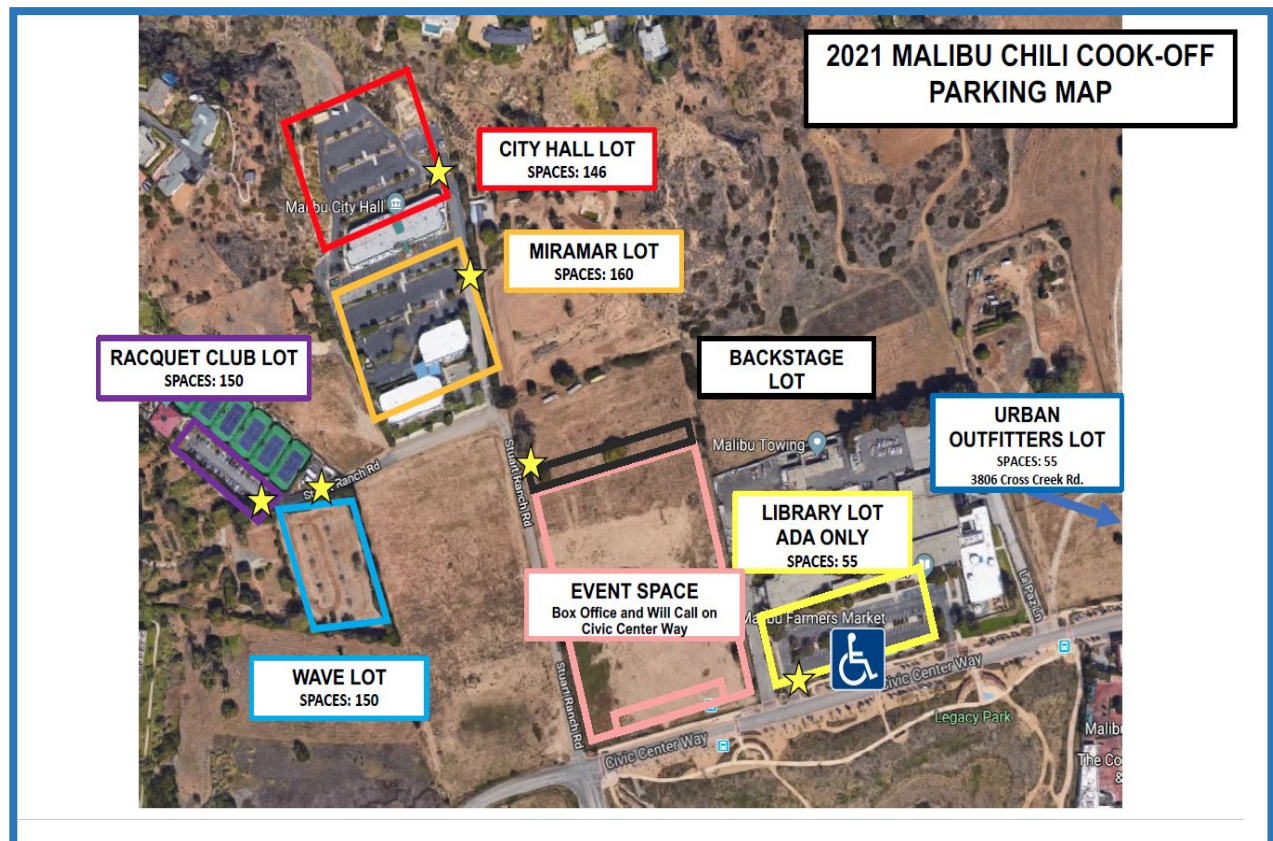 2021 MALIBU CHILI COOK-OFF
PARKING MAP
CITY HALL LOT
SPACES: 146
Malibu City Hall
MIRAMAR LOT
SPACES: 160
RACQUET CLUB LOT
SPACES: 150
BACKSTAGE
LOT
Malibu Towing
URBAN
OUTFITTERS LOT
SPACES: 55
3806 Cross Creek Rd.
Stuart Ranch Rd
Stuart Ranch Rd
LIBRARY LOT
ADA ONLY
SPACES: 55
EVENT SPACE
Box Office and Will Call on
Civic Center Way
Malibu Farmers Market
La Paz Ln
WAVE LOT
SPACES: 150
Stuart Ranch Rd
Civic Center Way
Legacy Park
Civic Center Way
Malib
The Co
&